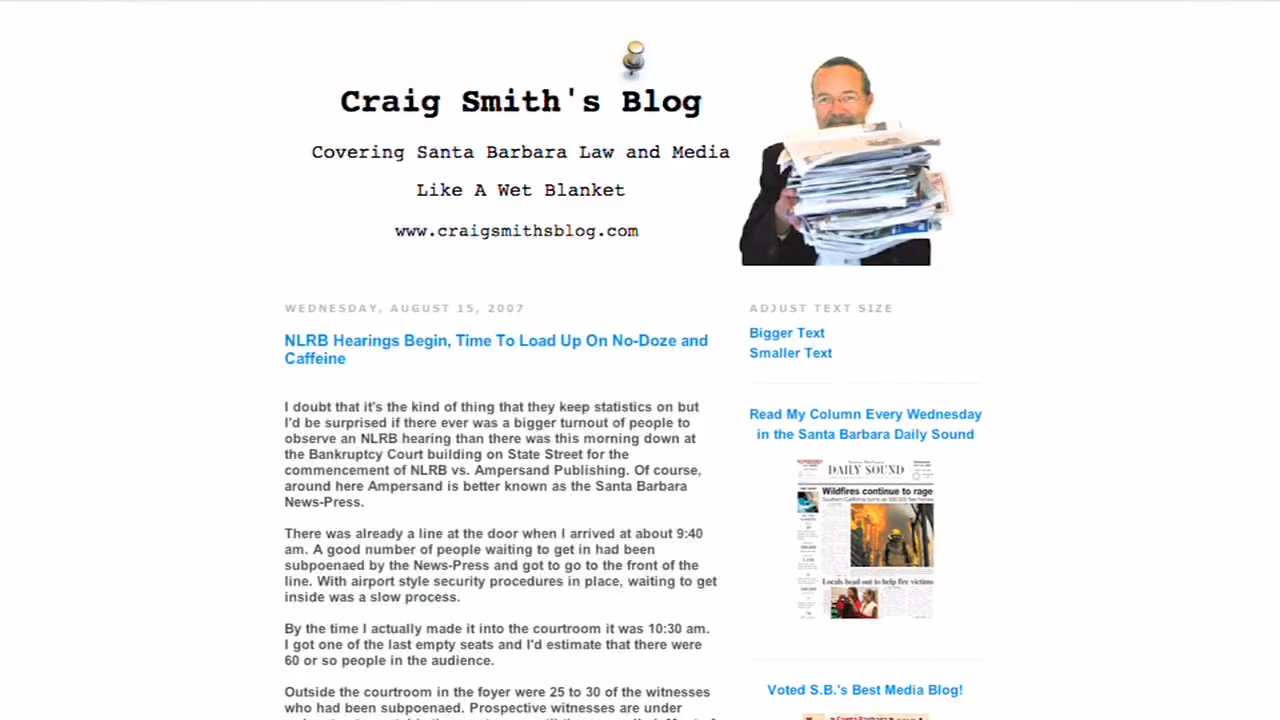 Craig Smith's Blog
Covering Santa Barbara Law and Media
Like A Wet Blanket
www.craigsmithsblog.com
WEDNESDAY, AUGUST 15, 2007
NLRB Hearings Begin, Time To Load Up On No-Doze and
Caffeine
I doubt that it's the kind of thing that they keep statistics on but
I'd be surprised if there ever was a bigger turnout of people to
observe an NLRB hearing than there was this morning down at
the Bankruptcy Court building on State Street for the
commencement of NLRB vs. Ampersand Publishing. Of course,
around here Ampersand is better known as the Santa Barbara
News-Press.
There was already a line at the door when I arrived at about 9:40
am. A good number of people waiting to get in had been
subpoenaed by the News-Press and got to go to the front of the
line. With airport style security procedures in place, waiting to get
inside was a slow process.
By the time I actually made it into the courtroom it was 10:30 am.
I got one of the last empty seats and I'd estimate that there were
60 or so people in the audience.
Outside the courtroom in the foyer were 25 to 30 of the witnesses
who had been subpoenaed. Prospective witnesses are under
ADJUST TEXT SIZE
Bigger Text
Smaller Text
Read My Column Every Wednesday
in the Santa Barbara Daily Sound
DAILY SOUND
Wildfires continue to rage
Locals head out to help fire victims
Voted S.B.'s Best Media Blog!